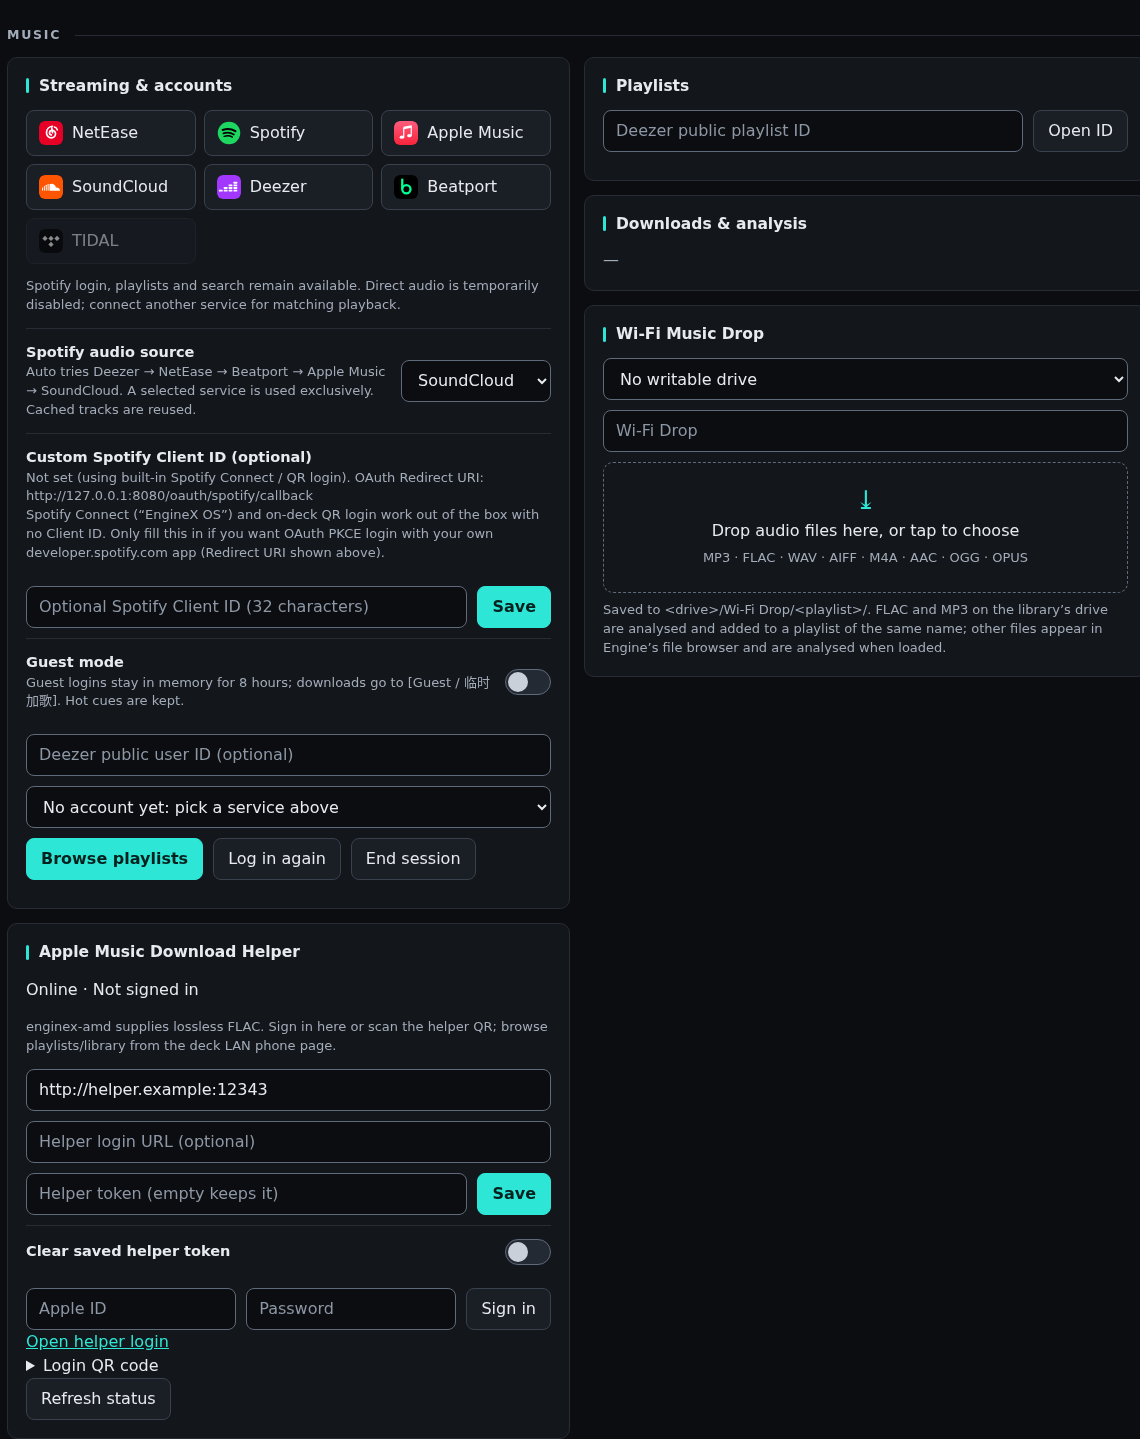 MUSIC
Streaming & accounts
NetEase
Spotify
Apple Music
SoundCloud
Deezer
Beatport
TIDAL
Spotify login, playlists and search remain available. Direct audio is temporarily
disabled; connect another service for matching playback.
Spotify audio source
Auto tries Deezer → NetEase → Beatport → Apple Music
→ SoundCloud. A selected service is used exclusively.
Cached tracks are reused.
SoundCloud
Custom Spotify Client ID (optional)
Not set (using built-in Spotify Connect / QR login). OAuth Redirect URI:
http://127.0.0.1:8080/oauth/spotify/callback
Spotify Connect (“EngineX OS”) and on-deck QR login work out of the box with
no Client ID. Only fill this in if you want OAuth PKCE login with your own
developer.spotify.com app (Redirect URI shown above).
Optional Spotify Client ID (32 characters)
Save
Guest mode
Guest logins stay in memory for 8 hours; downloads go to [Guest / 临时
加歌]. Hot cues are kept.
Deezer public user ID (optional)
No account yet: pick a service above
Browse playlists
Log in again
End session
Apple Music Download Helper
Online · Not signed in
enginex-amd supplies lossless FLAC. Sign in here or scan the helper QR; browse
playlists/library from the deck LAN phone page.
http://helper.example:12343
Helper login URL (optional)
Helper token (empty keeps it)
Save
Clear saved helper token
Apple ID
Password
Sign in
Open helper login
Login QR code
Refresh status
Playlists
Deezer public playlist ID
Open ID
Downloads & analysis
—
Wi-Fi Music Drop
No writable drive
Wi-Fi Drop
Drop audio files here, or tap to choose
MP3 · FLAC · WAV · AIFF · M4A · AAC · OGG · OPUS
Saved to <drive>/Wi-Fi Drop/<playlist>/. FLAC and MP3 on the library’s drive
are analysed and added to a playlist of the same name; other files appear in
Engine’s file browser and are analysed when loaded.